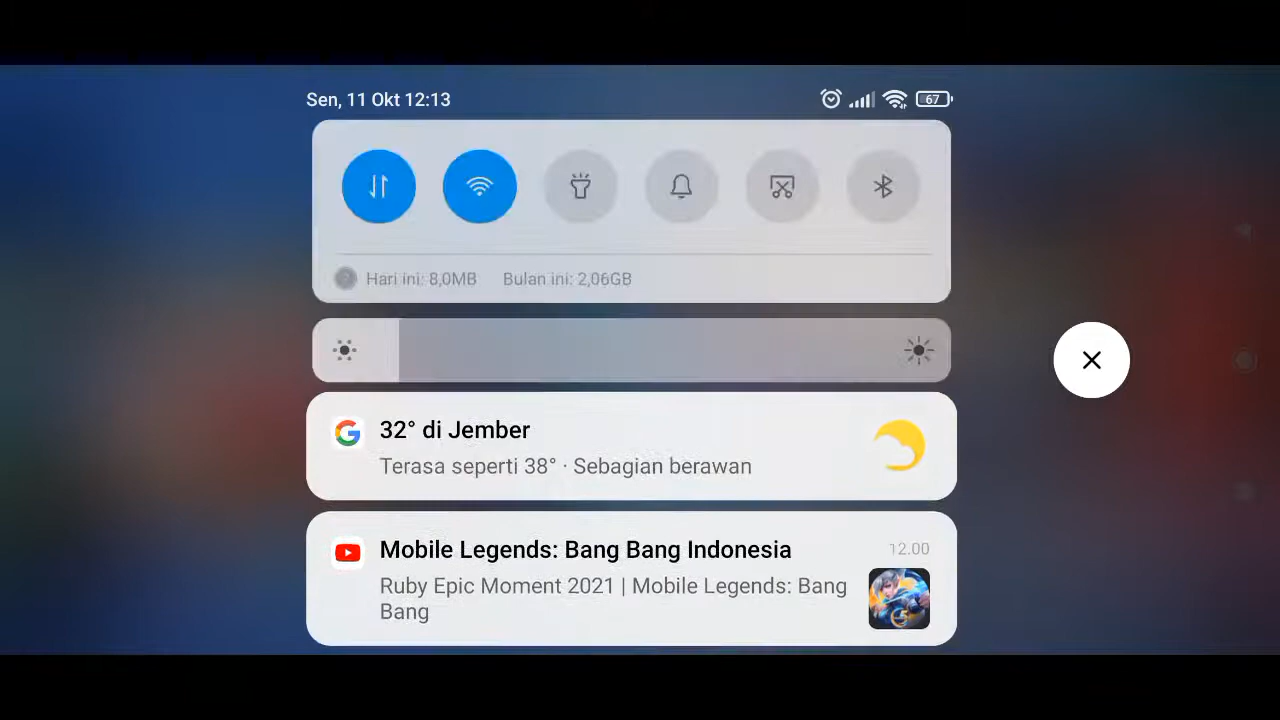 Sen, 11 Okt 12:13
67
Hari ini: 8,0MB Bulan ini: 2,06GB
32° di Jember
Terasa seperti 38° · Sebagian berawan
Mobile Legends: Bang Bang Indonesia
12.00
Ruby Epic Moment 2021 | Mobile Legends: Bang
Bang